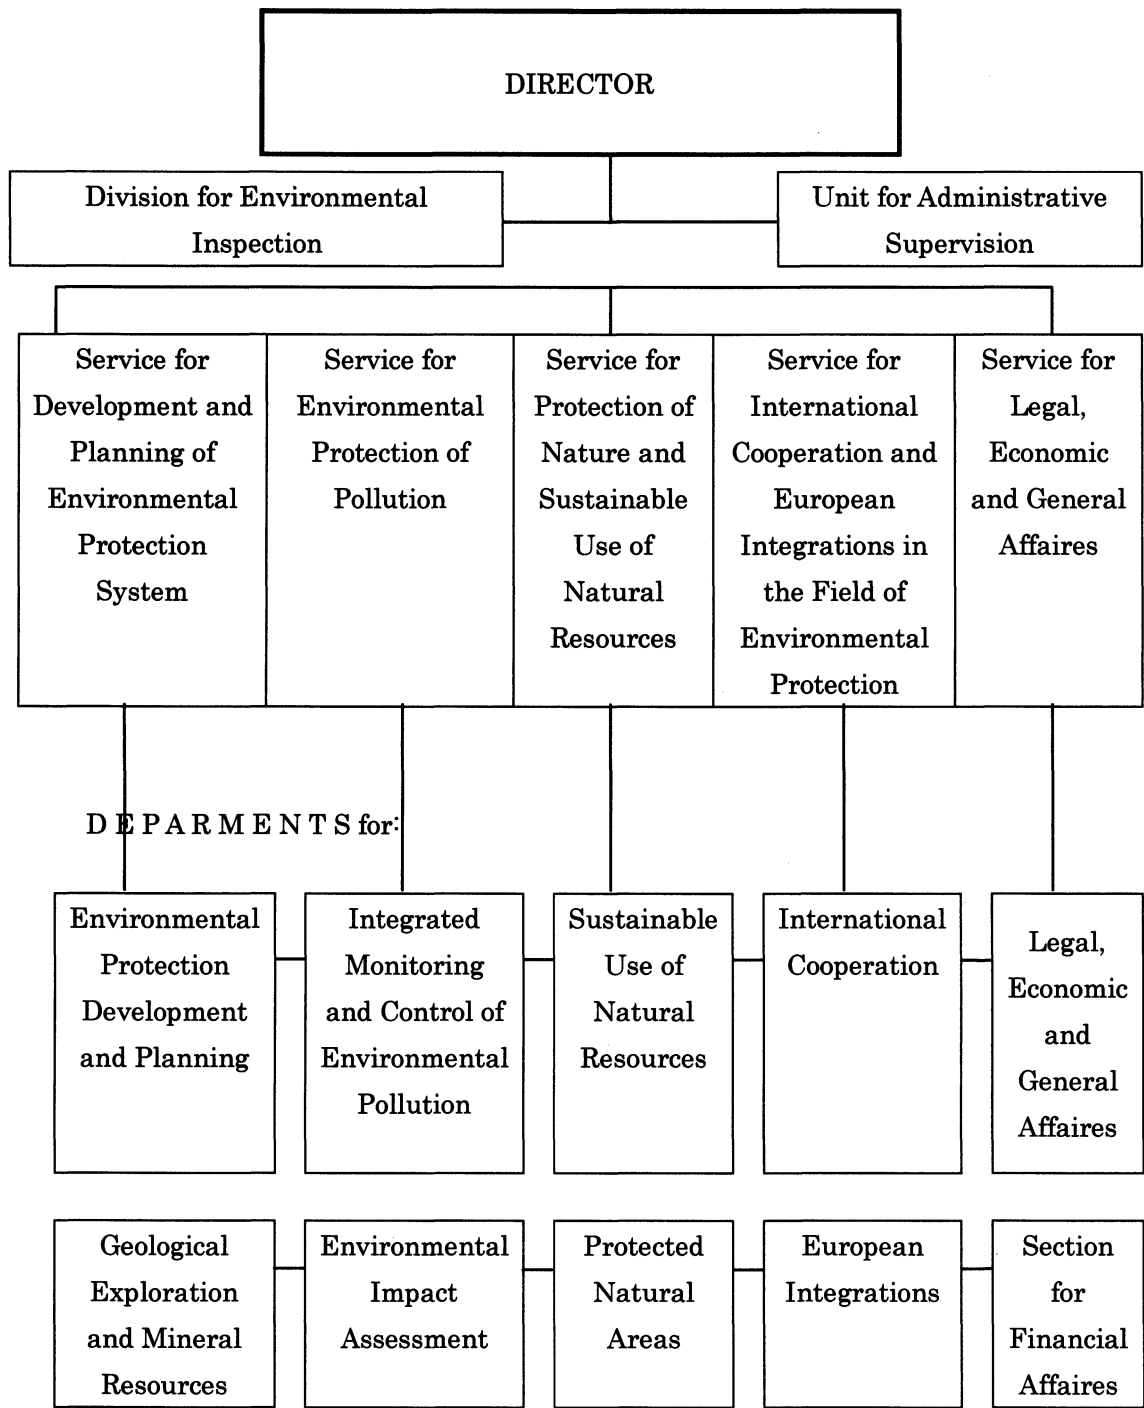 DIRECTOR
Division for Environmental
Inspection
Unit for Administrative
Supervision
Service for
Development and
Planning of
Environmental
Protection
System
Service for
Environmental
Protection of
Pollution
Service for
Protection of
Nature and
Sustainable
Use of
Natural
Resources
Service for
International
Cooperation and
European
Integrations in
the Field of
Environmental
Protection
Service for
Legal,
Economic
and General
Affaires
D E P A R M E N T S for:
Environmental
Protection
Development
and Planning
Integrated
Monitoring
and Control of
Environmental
Pollution
Sustainable
Use of
Natural
Resources
International
Cooperation
Legal,
Economic
and
General
Affaires
Geological
Exploration
and Mineral
Resources
Environmental
Impact
Assessment
Protected
Natural
Areas
European
Integrations
Section
for
Financial
Affaires